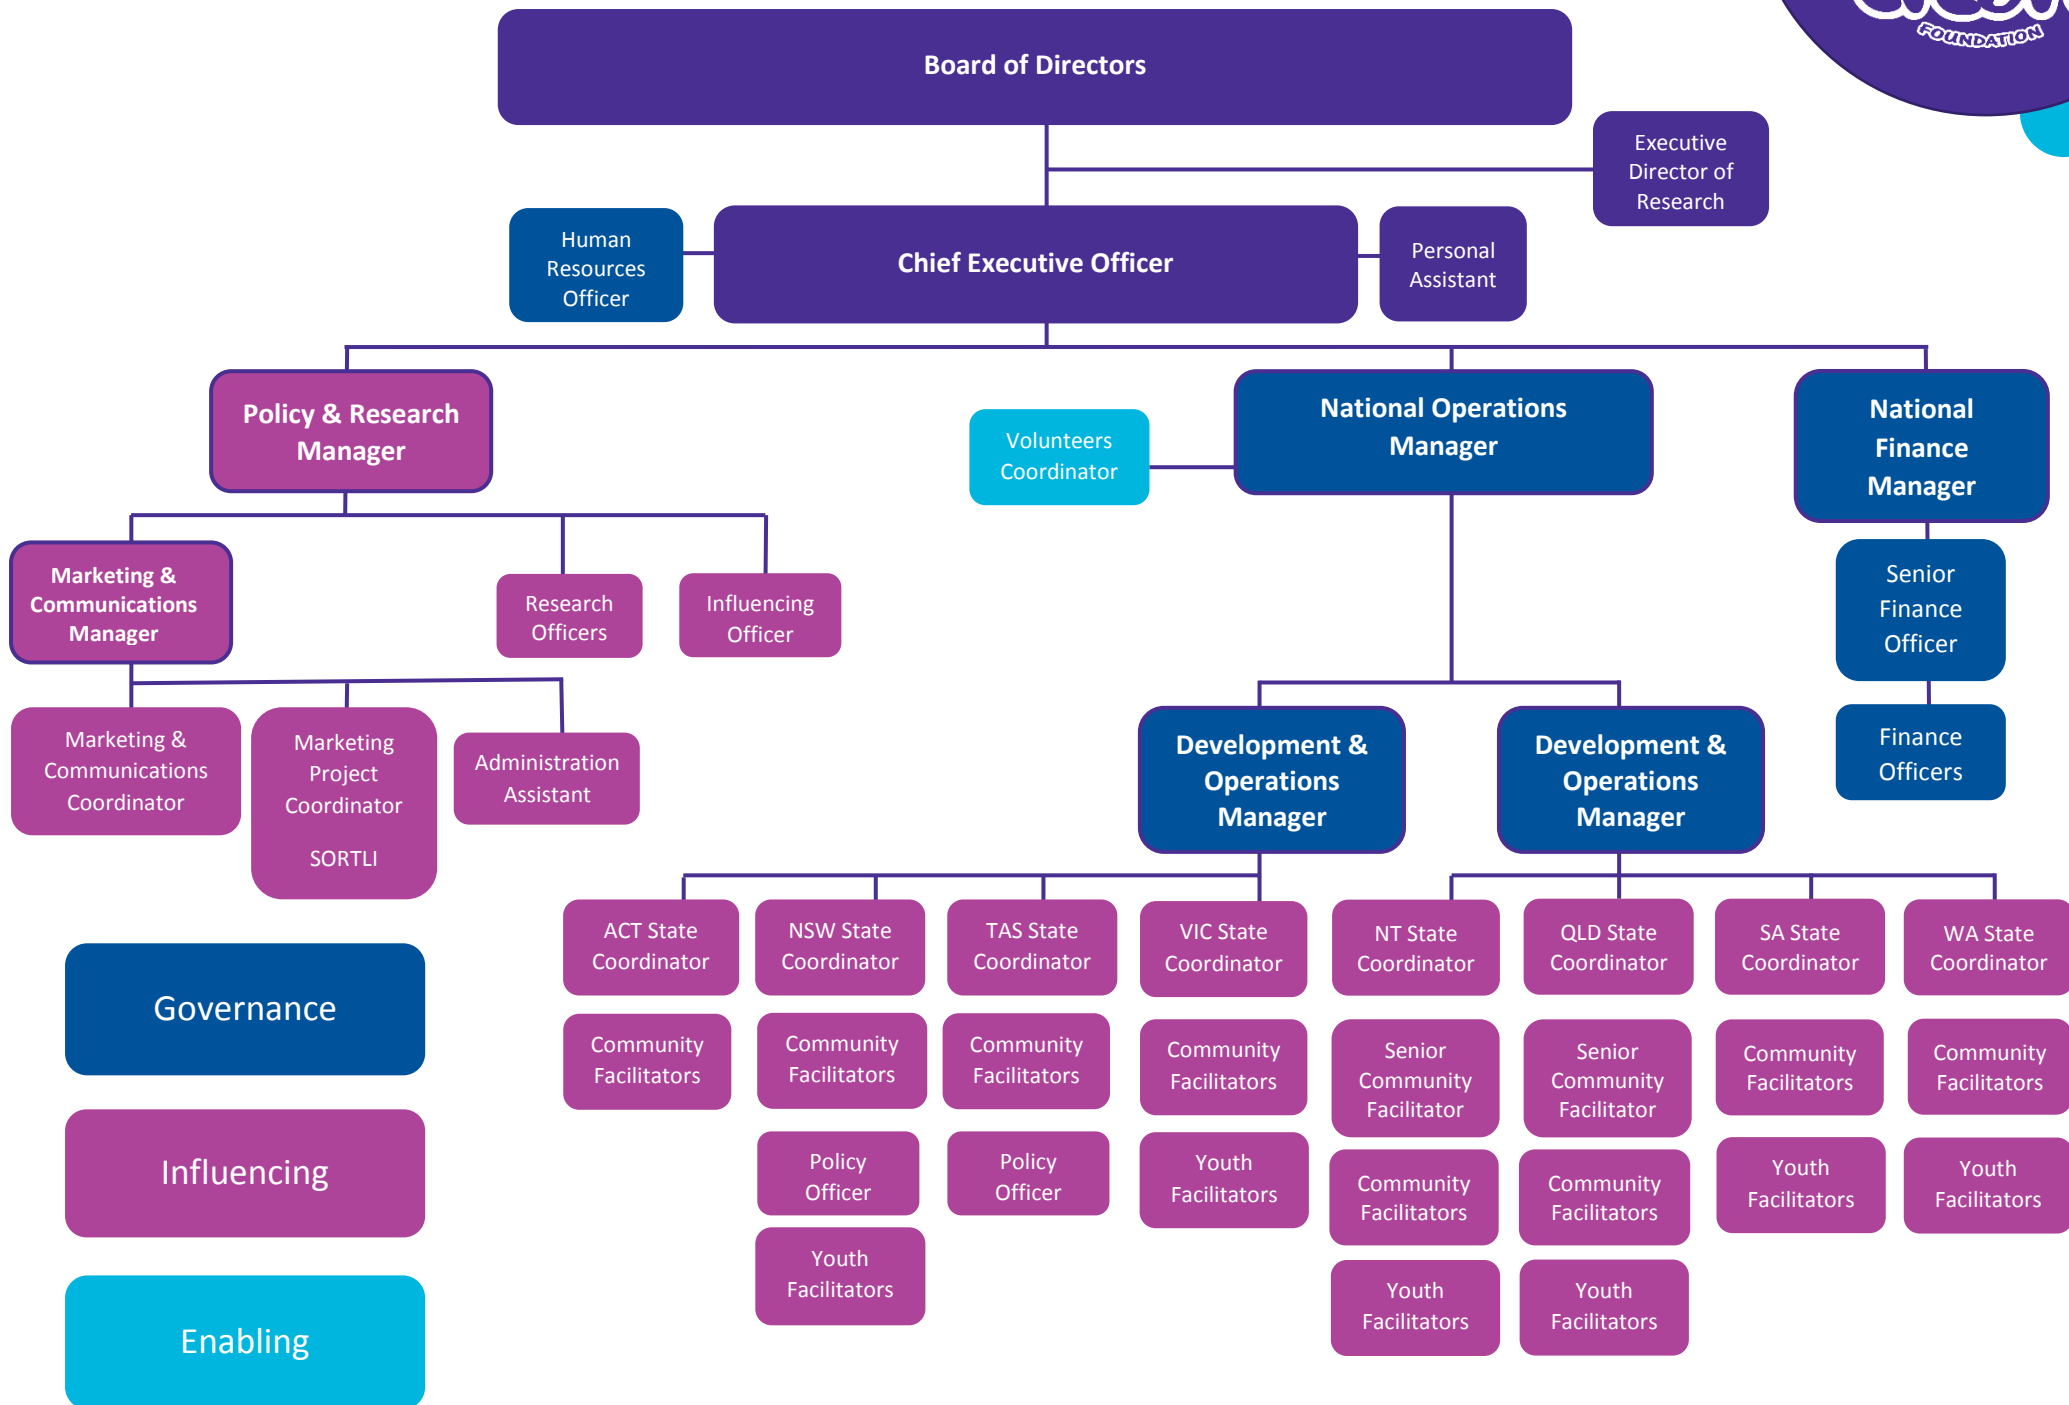 FOUNDATION
Board of Directors
Executive
Director of
Research
Human
Resources
Officer
Chief Executive Officer
Personal
Assistant
Policy & Research
Manager
Volunteers
Coordinator
National Operations
Manager
National
Finance
Manager
Marketing &
Communications
Manager
Research
Officers
Influencing
Officer
Senior
Finance
Officer
Marketing &
Communications
Coordinator
Marketing
Project
Coordinator
SORTLI
Administration
Assistant
Development &
Operations
Manager
Development &
Operations
Manager
Finance
Officers
ACT State
Coordinator
NSW State
Coordinator
TAS State
Coordinator
VIC State
Coordinator
NT State
Coordinator
QLD State
Coordinator
SA State
Coordinator
WA State
Coordinator
Community
Facilitators
Community
Facilitators
Community
Facilitators
Community
Facilitators
Senior
Community
Facilitator
Senior
Community
Facilitator
Community
Facilitators
Community
Facilitators
Policy
Officer
Policy
Officer
Youth
Facilitators
Community
Facilitators
Community
Facilitators
Youth
Facilitators
Youth
Facilitators
Youth
Facilitators
Youth
Facilitators
Youth
Facilitators
Governance
Influencing
Enabling